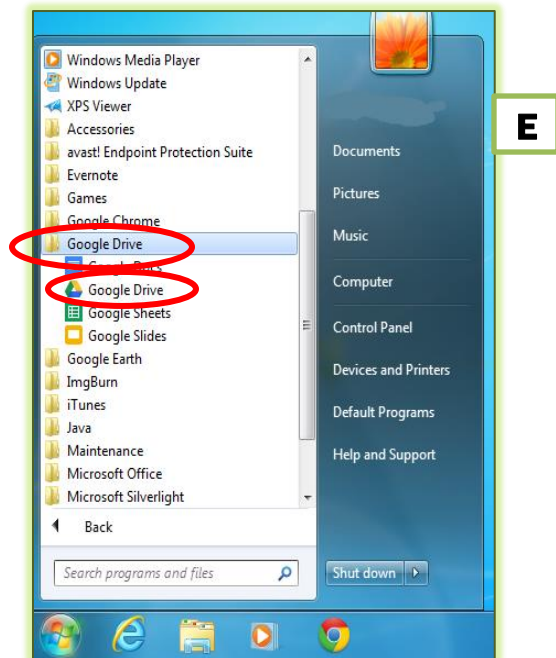 Windows Media Player
Windows Update
XPS Viewer
Accessories
avast! Endpoint Protection Suite
Evernote
Games
Google Chrome
Google Drive
Google Docs
Google Drive
Google Sheets
Google Slides
Google Earth
ImgBurn
iTunes
Java
Maintenance
Microsoft Office
Microsoft Silverlight
Back
Search programs and files
Documents
Pictures
Music
Computer
Control Panel
Devices and Printers
Default Programs
Help and Support
Shut down
E